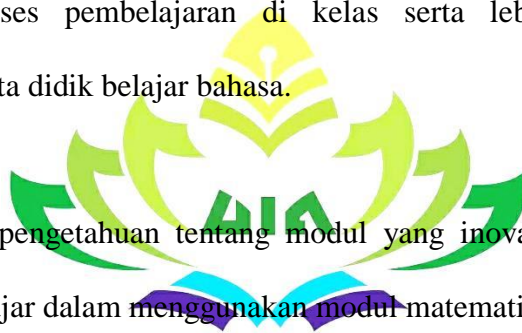 ses pembelajaran di kelas serta leb
ta didik belajar bahasa.
UIN
pengetahuan tentang modul yang inova
jar dalam menggunakan modul matemati